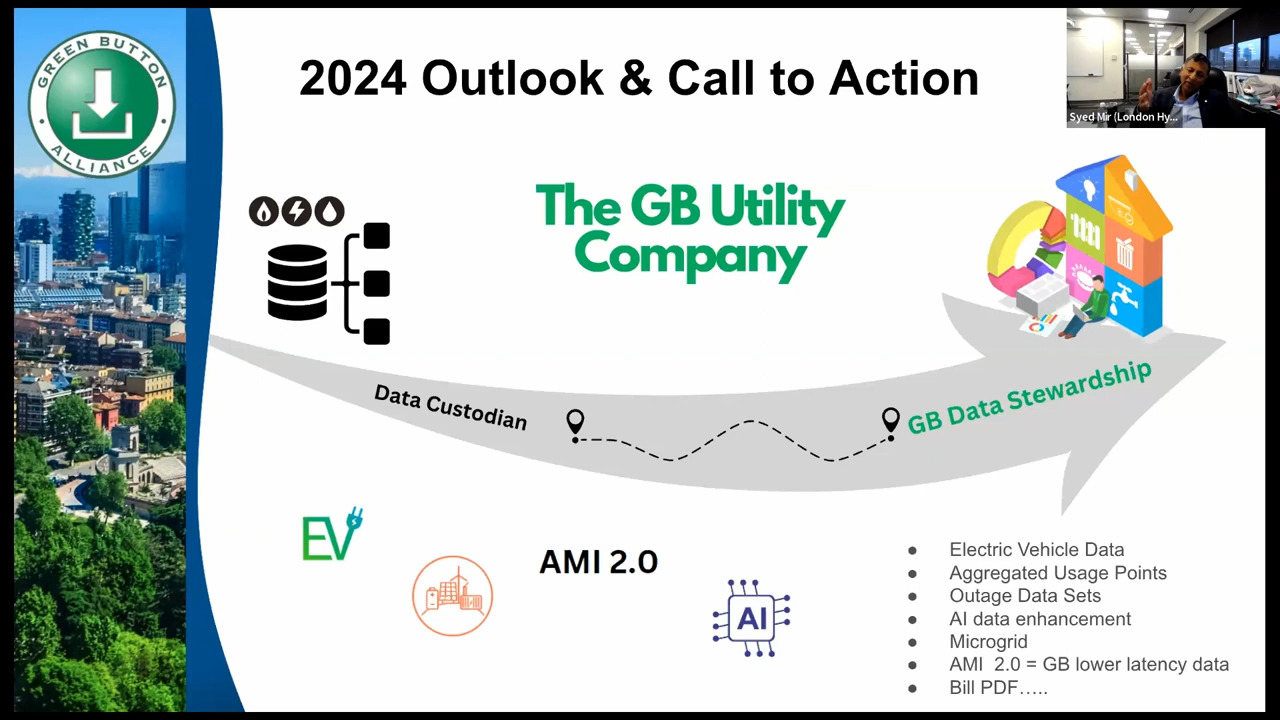 GREEN BUTTON
ALLIANCE
2024 Outlook & Call to Action
Syed Mir (London Hy...
The GB Utility
Company
Data Custodian
GB Data Stewardship
EV
AMI 2.0
AI
● Electric Vehicle Data
● Aggregated Usage Points
● Outage Data Sets
● AI data enhancement
● Microgrid
● AMI 2.0 = GB lower latency data
● Bill PDF…..